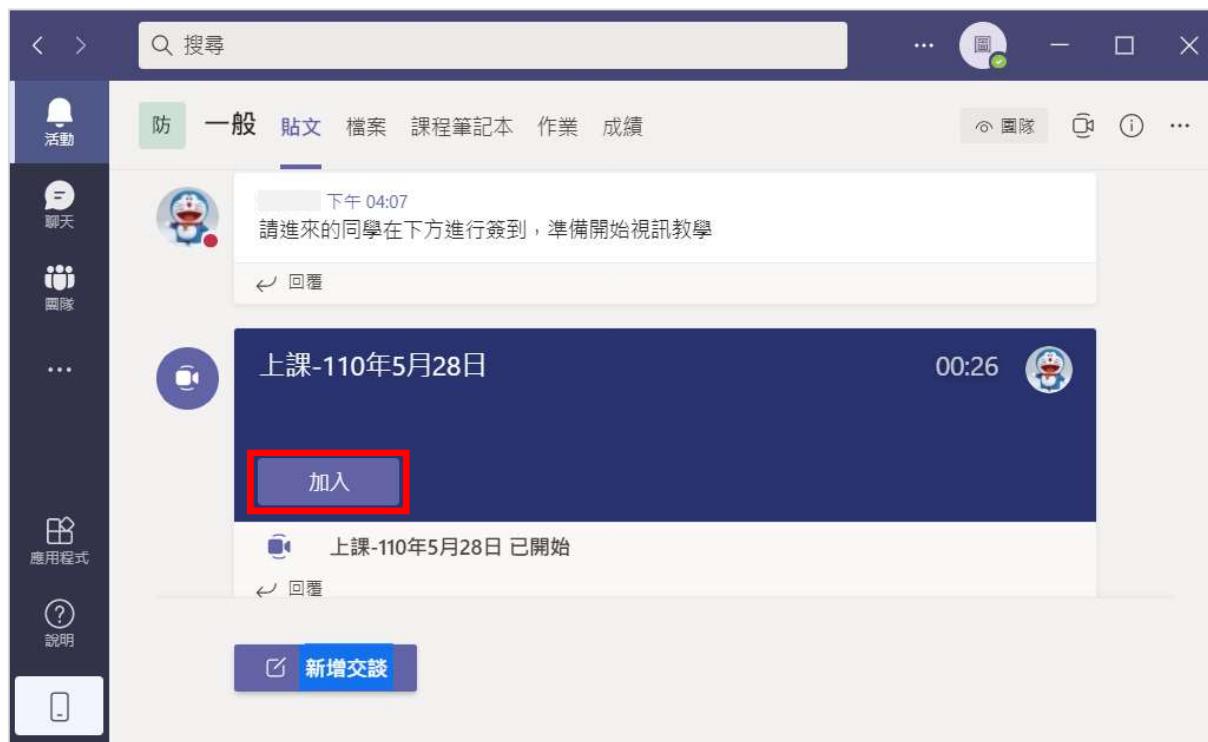 搜尋
活動
聊天
團隊
應用程式
說明
防 一般 貼文 檔案 課程筆記本 作業 成績 團隊
下午 04:07
請進來的同學在下方進行簽到，準備開始視訊教學
回覆
上課-110年5月28日 00:26
加入
上課-110年5月28日 已開始
回覆
新增交談
圖